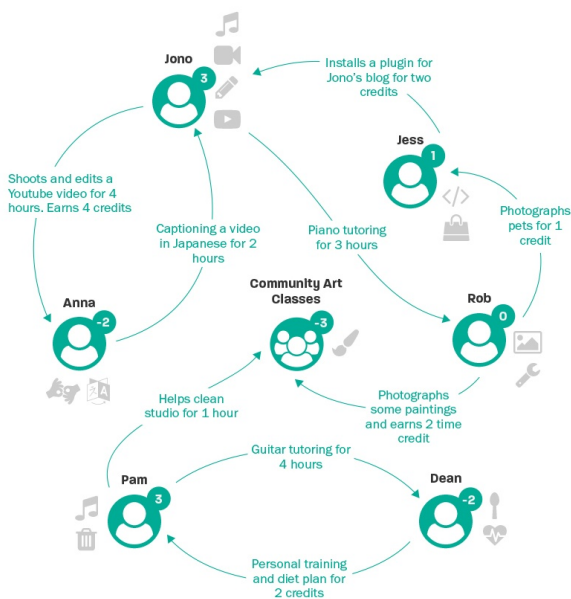 Jono
3
Installs a plugin for
Jono's blog for two
credits
Jess
1
Shoots and edits a
Youtube video for 4
hours. Earns 4 credits
Captioning a video
in Japanese for 2
hours
Piano tutoring
for 3 hours
Photographs
pets for 1
credit
Anna
-2
Community Art
Classes
-3
Rob
0
Helps clean
studio for 1 hour
Photographs
some paintings
and earns 2 time
credit
Guitar tutoring for
4 hours
Pam
3
Dean
-2
Personal training
and diet plan for
2 credits